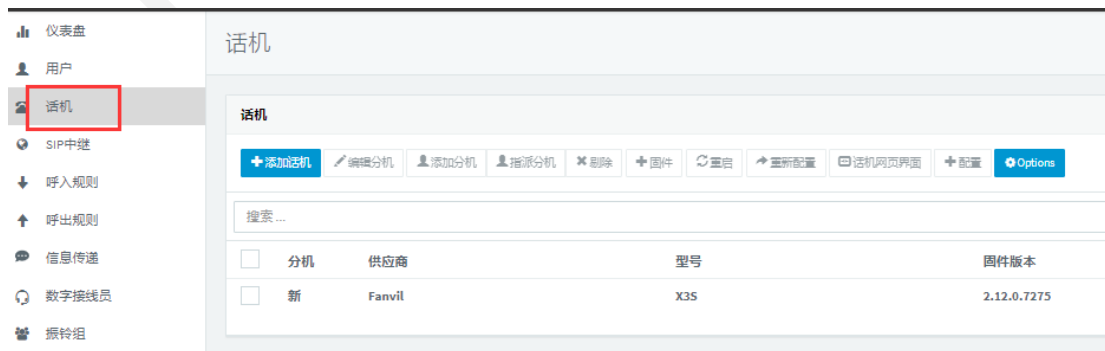 仪表盘
用户
话机
SIP中继
呼入规则
呼出规则
信息传递
数字接线员
振铃组
话机
话机
添加话机 编辑分机 添加分机 指派分机 删除 固件 重启 重新配置 话机网页界面 配置 Options
搜索 ...
分机 供应商 型号 固件版本
新 Fanvil X3S 2.12.0.7275